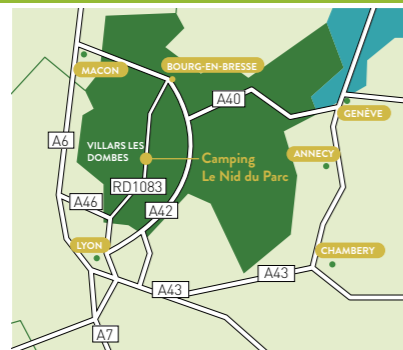 BOURG-EN-BRESSE
MACON
A40
GENÈVE
A6
VILLARS LES
DOMBES
Camping
Le Nid du Parc
ANNECY
RD1083
A46
A42
LYON
CHAMBERY
A43
A43
A7